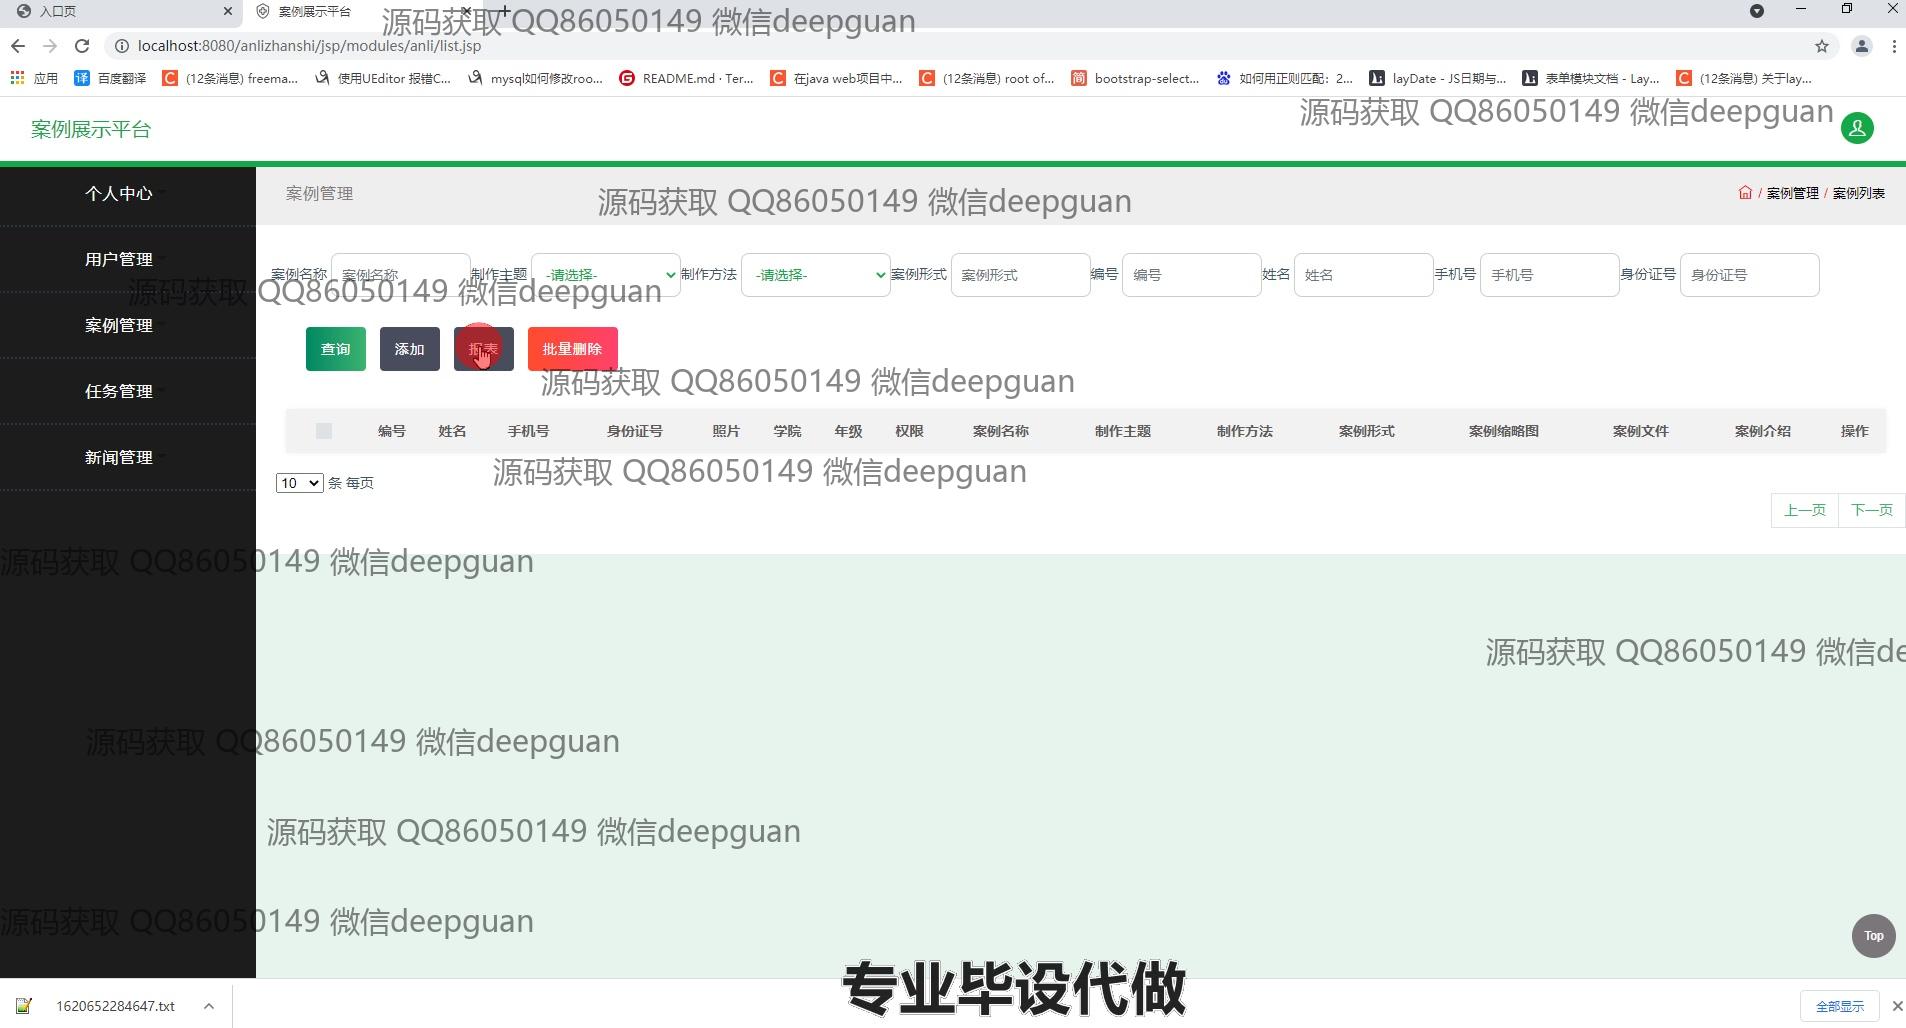 入口页
案例展示平台
源码获取 QQ86050149 微信deepguan
localhost:8080/anlizhanshi/jsp/modules/anli/list.jsp
应用 百度翻译 (12条消息) freema... 使用UEditor 报错C... mysql如何修改roo... README.md · Ter... 在java web项目中... (12条消息) root of... 简 bootstrap-select... 如何用正则匹配：2... layDate - JS日期与... 表单模块文档 - Lay... (12条消息) 关于lay...
源码获取 QQ86050149 微信deepguan
案例展示平台
个人中心
案例管理
源码获取 QQ86050149 微信deepguan
/ 案例管理 / 案例列表
用户管理
案例名称 案例名称 制作主题 -请选择- 制作方法 -请选择- 案例形式 案例形式 编号 编号 姓名 姓名 手机号 手机号 身份证号 身份证号
源码获取 QQ86050149 微信deepguan
案例管理
查询 添加 报表 批量删除
源码获取 QQ86050149 微信deepguan
任务管理
编号 姓名 手机号 身份证号 照片 学院 年级 权限 案例名称 制作主题 制作方法 案例形式 案例缩略图 案例文件 案例介绍 操作
新闻管理
源码获取 QQ86050149 微信deepguan
10 条 每页
上一页 下一页
源码获取 QQ86050149 微信deepguan
源码获取 QQ86050149 微信de
源码获取 QQ86050149 微信deepguan
源码获取 QQ86050149 微信deepguan
源码获取 QQ86050149 微信deepguan
Top
专业毕设代做
1620652284647.txt
全部显示